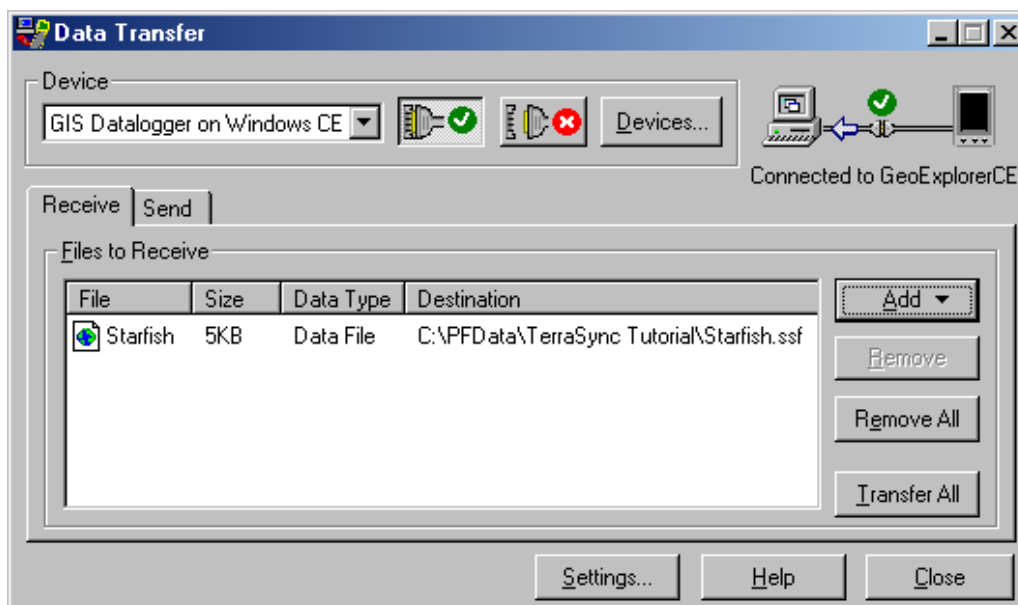 Data Transfer
Device
GIS Datalogger on Windows CE
Devices...
Connected to GeoExplorerCE
Receive Send
Files to Receive
File Size Data Type Destination
Starfish 5KB Data File C:\PFData\TerraSync Tutorial\Starfish.ssf
Add
Remove
Remove All
Transfer All
Settings... Help Close